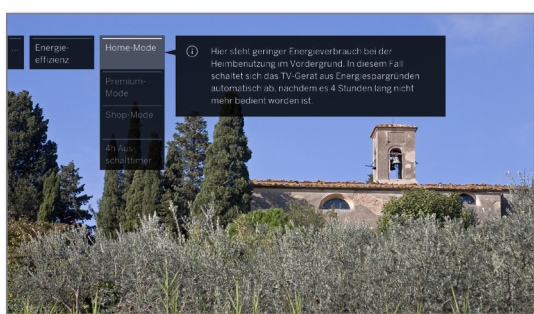 ...
Energie-
effizienz
Home-Mode
Hier steht geringer Energieverbrauch bei der
Heimbenutzung im Vordergrund. In diesem Fall
schaltet sich das TV-Gerät aus Energiespargründen
automatisch ab, nachdem es 4 Stunden lang nicht
mehr bedient worden ist.
Premium-
Mode
Shop-Mode
4h Aus
schalttimer